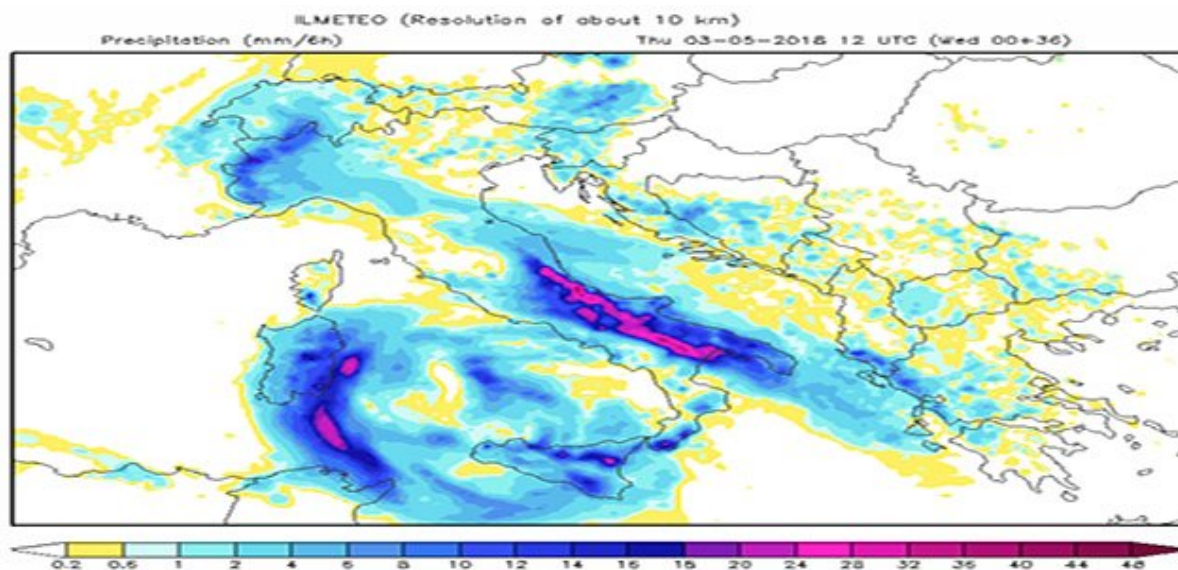 ILMETEO (Resolution of about 10 km)
Precipitation (mm/6h) Thu 03-05-2018 12 UTC (Wed 00+36)
0.2 0.6 1 2 4 6 8 10 12 14 16 18 20 24 28 32 36 40 44 48